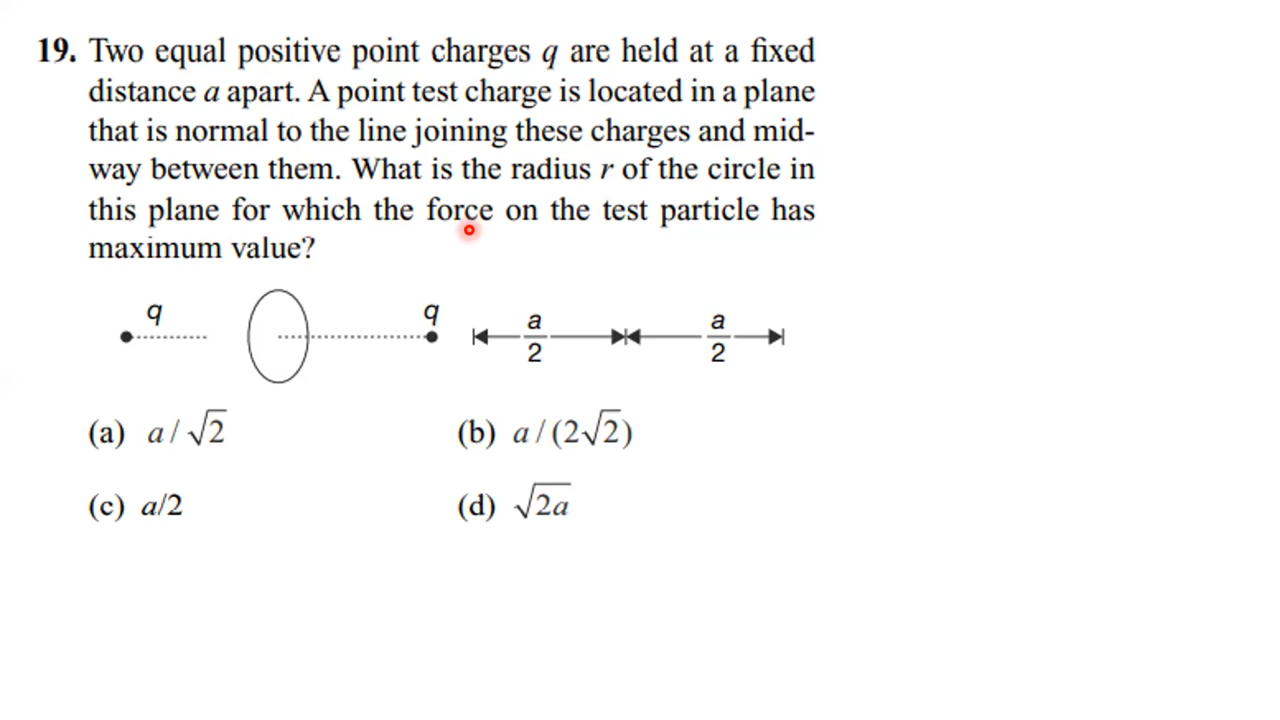 19. Two equal positive point charges q are held at a fixed
distance a apart. A point test charge is located in a plane
that is normal to the line joining these charges and mid-
way between them. What is the radius r of the circle in
this plane for which the force on the test particle has
maximum value?
q q a/2 a/2
(a) a / √2 (b) a / (2√2)
(c) a/2 (d) √2a